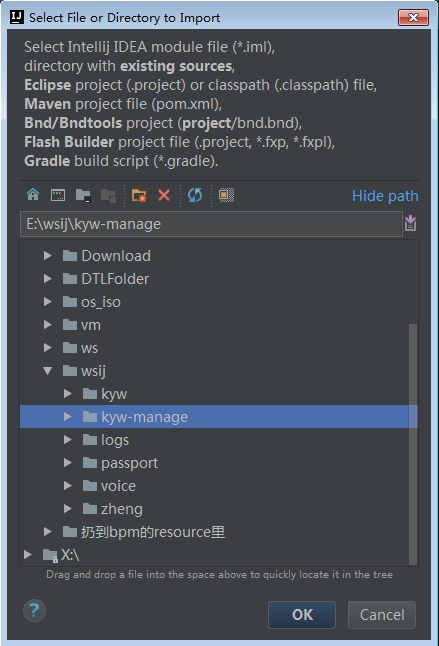 Select File or Directory to Import
Select Intellij IDEA module file (*.iml),
directory with existing sources,
Eclipse project (.project) or classpath (.classpath) file,
Maven project file (pom.xml),
Bnd/Bndtools project (project/bnd.bnd),
Flash Builder project file (.project, *.fxp, *.fxpl),
Gradle build script (*.gradle).
Hide path
E:\wsij\kyw-manage
Download
DTLFolder
os_iso
vm
ws
wsij
kyw
kyw-manage
logs
passport
voice
zheng
扔到bpm的resource里
X:\
Drag and drop a file into the space above to quickly locate it in the tree
?
OK
Cancel